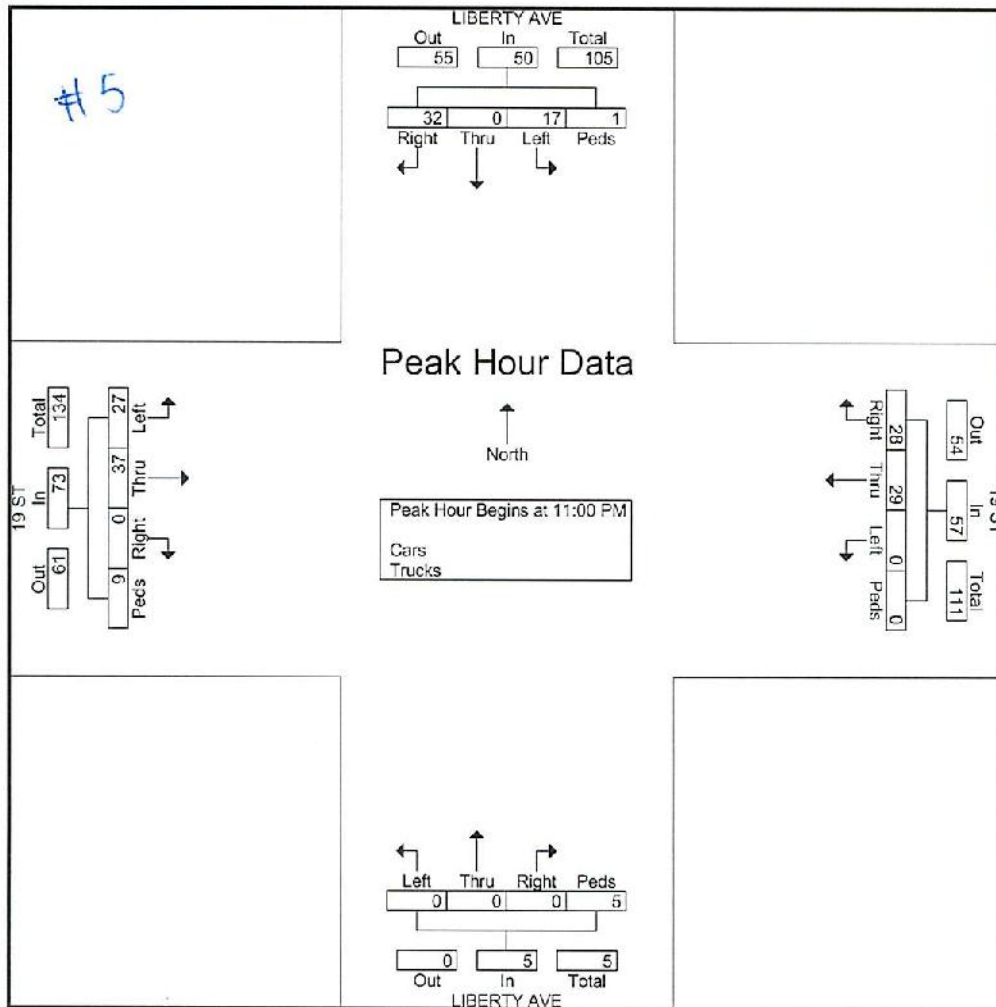 LIBERTY AVE
Out In Total
55 50 105
32 0 17 1
Right Thru Left Peds
#5
Peak Hour Data
North
Peak Hour Begins at 11:00 PM
Cars
Trucks
19 ST
Total In Out
134 73 61
27 37 0 9
Left Thru Right Peds
Right Thru Left Peds
28 29 0 0
54 57 111
Out In Total
Left Thru Right Peds
0 0 0 5
0 5 5
Out In Total
LIBERTY AVE